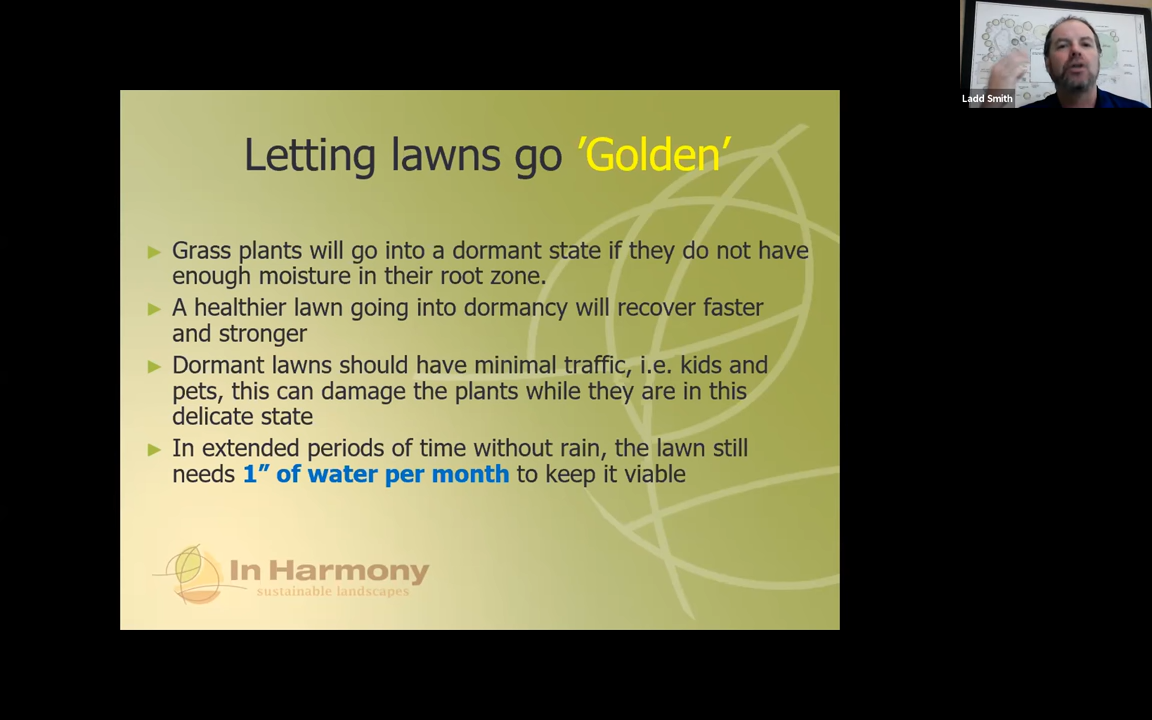 Ladd Smith
Letting lawns go ’Golden’
► Grass plants will go into a dormant state if they do not have
enough moisture in their root zone.
► A healthier lawn going into dormancy will recover faster
and stronger
► Dormant lawns should have minimal traffic, i.e. kids and
pets, this can damage the plants while they are in this
delicate state
► In extended periods of time without rain, the lawn still
needs 1” of water per month to keep it viable
In Harmony
sustainable landscapes